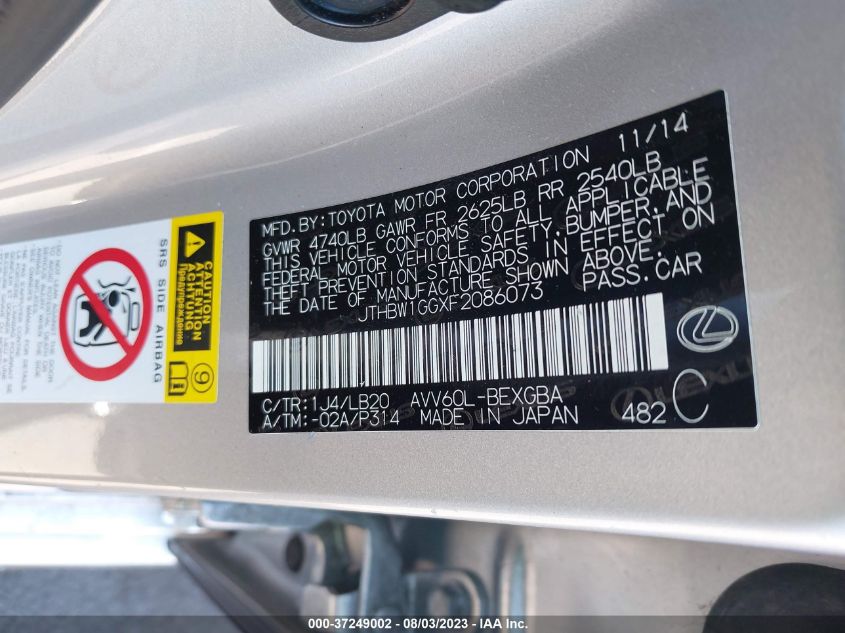 MFD.BY:TOYOTA MOTOR CORPORATION 11/14
GVWR 4740LB GAWR FR 2625LB RR 2540LB
THIS VEHICLE CONFORMS TO ALL APPLICABLE
FEDERAL MOTOR VEHICLE SAFETY,BUMPER,AND
THEFT PREVENTION STANDARDS IN EFFECT ON
THE DATE OF MANUFACTURE SHOWN ABOVE.
JTHBW1GGXF2086073 PASS.CAR
C/TR:1J4/LB20 AVV60L-BEXGBA
A/TM:-02A/P314 MADE IN JAPAN 482 C
SRS SIDE AIRBAG
CAUTION
ACHTUNG
ATENCIÓN
Предупреждение
9
000-37249002 - 08/03/2023 - IAA Inc.